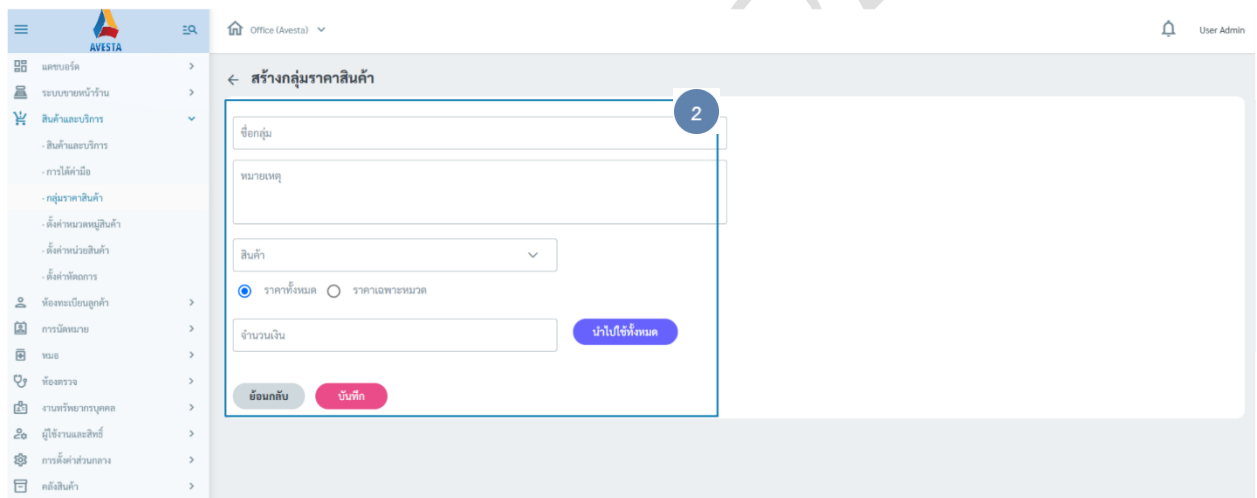 AVESTA
Office (Avesta)
User Admin
แดชบอร์ด
ระบบขายหน้าร้าน
สินค้าและบริการ
· สินค้าและบริการ
· การได้ค่ามือ
· กลุ่มราคาสินค้า
· ตั้งค่าหมวดหมู่สินค้า
· ตั้งค่าหน่วยสินค้า
· ตั้งค่าหัตถการ
ห้องทะเบียนลูกค้า
การนัดหมาย
หมอ
ห้องตรวจ
งานทรัพยากรบุคคล
ผู้ใช้งานและสิทธิ์
การตั้งค่าส่วนกลาง
คลังสินค้า
สร้างกลุ่มราคาสินค้า
2
ชื่อกลุ่ม
หมายเหตุ
สินค้า
ราคาทั้งหมด ราคาเฉพาะหมวด
จำนวนเงิน นำไปใช้ทั้งหมด
ย้อนกลับ บันทึก